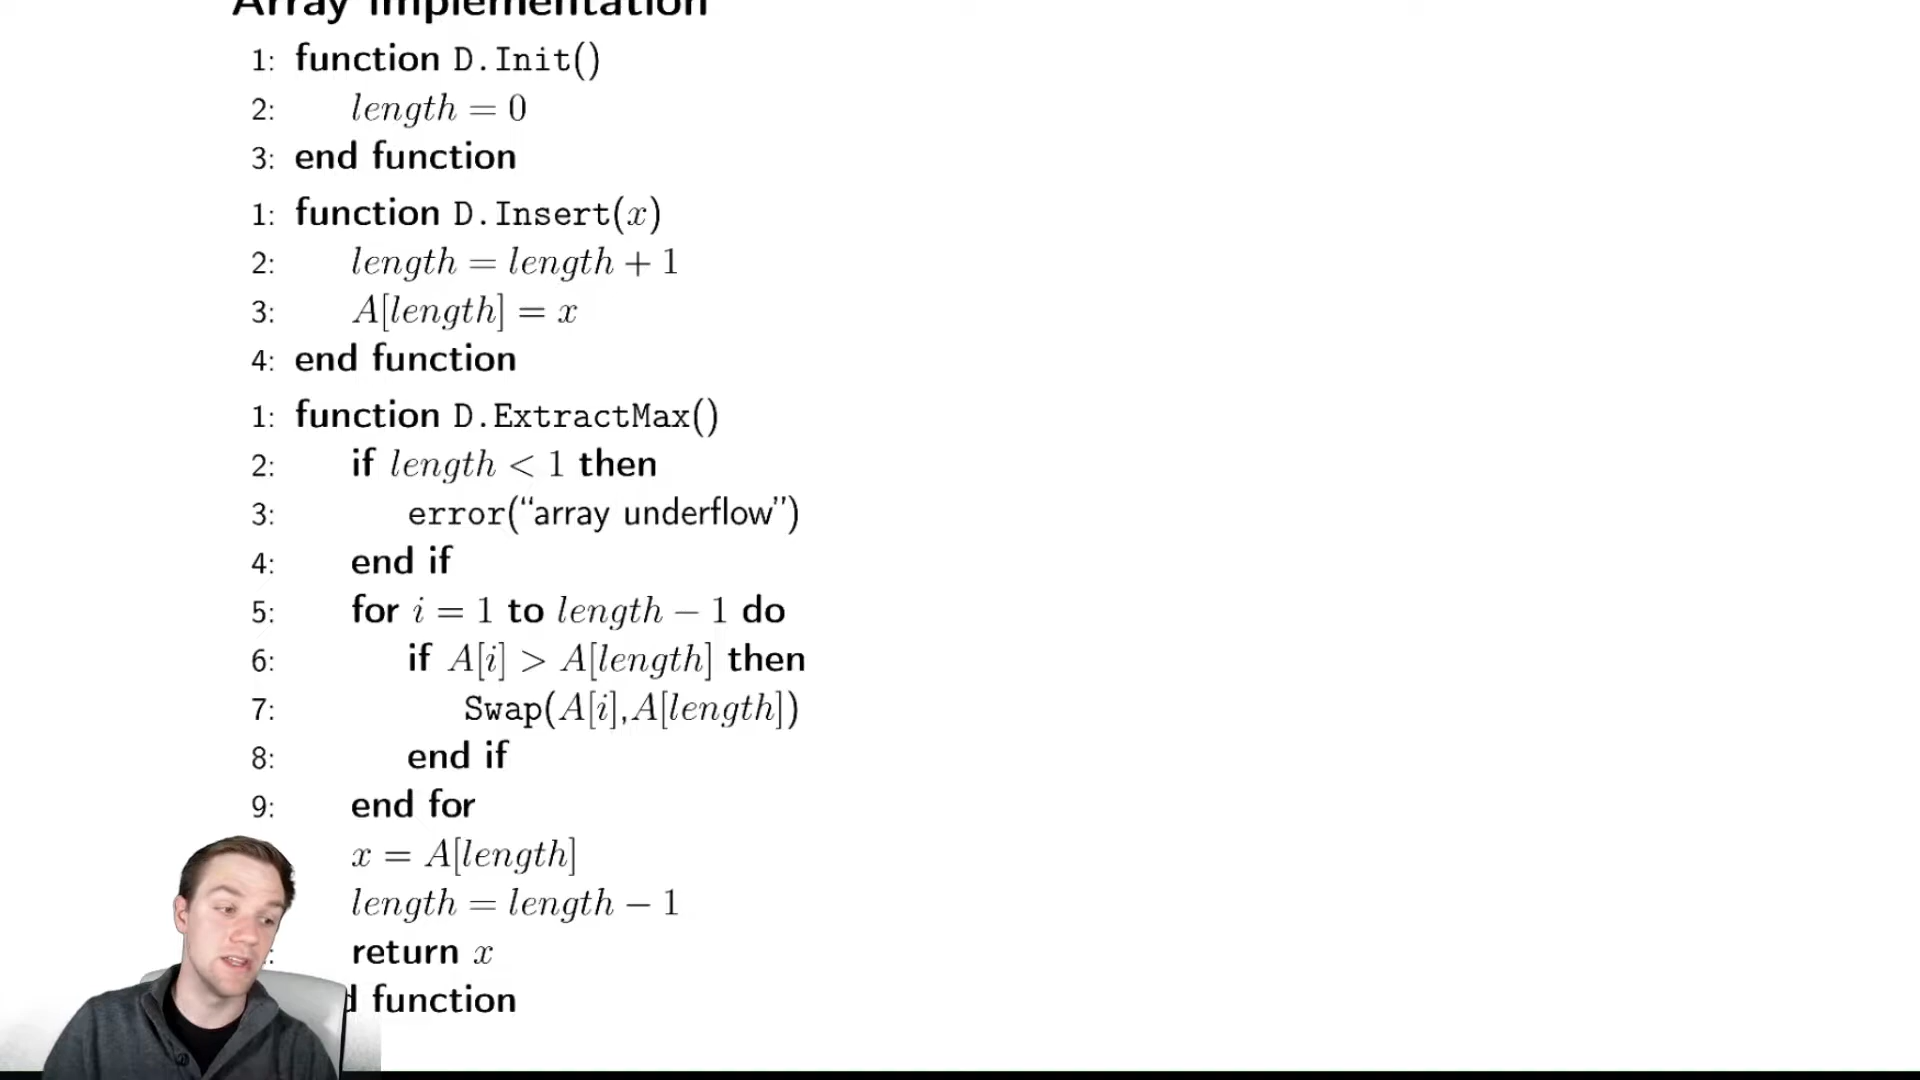 Array Implementation
1: function D.Init()
2: length = 0
3: end function
1: function D.Insert(x)
2: length = length + 1
3: A[length] = x
4: end function
1: function D.ExtractMax()
2: if length < 1 then
3: error(“array underflow”)
4: end if
5: for i = 1 to length − 1 do
6: if A[i] > A[length] then
7: Swap(A[i],A[length])
8: end if
9: end for
x = A[length]
length = length − 1
: return x
d function